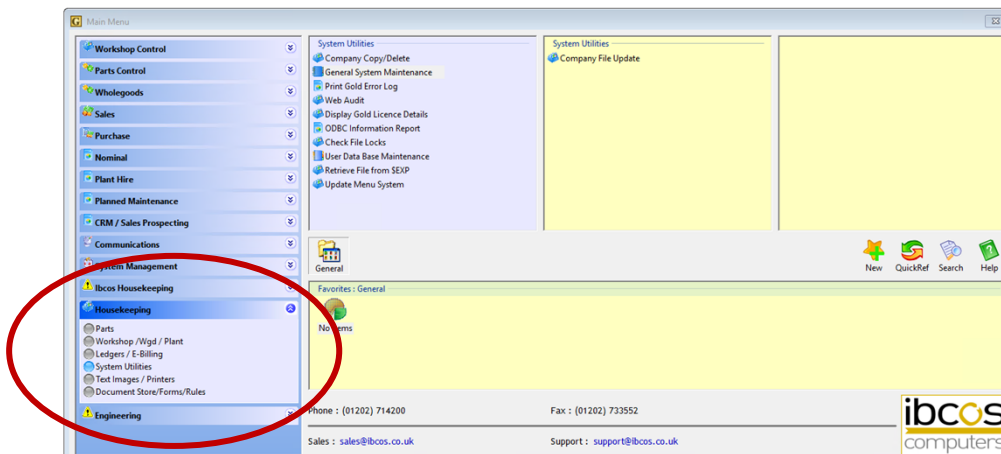 G Main Menu
Workshop Control
Parts Control
Wholegoods
Sales
Purchase
Nominal
Plant Hire
Planned Maintenance
CRM / Sales Prospecting
Communications
System Management
Ibcos Housekeeping
Housekeeping
Parts
Workshop /Wgd / Plant
Ledgers / E-Billing
System Utilities
Text Images / Printers
Document Store/Forms/Rules
Engineering
System Utilities
Company Copy/Delete
General System Maintenance
Print Gold Error Log
Web Audit
Display Gold Licence Details
ODBC Information Report
Check File Locks
User Data Base Maintenance
Retrieve File from $EXP
Update Menu System
System Utilities
Company File Update
General
New QuickRef Search Help
Favorites : General
No items
Phone : (01202) 714200 Fax : (01202) 733552
Sales : sales@ibcos.co.uk Support : support@ibcos.co.uk
ibcos
computers